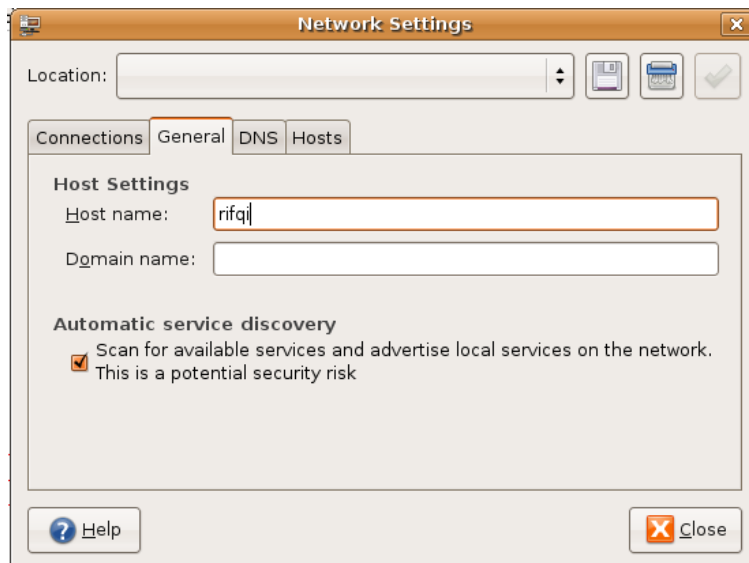 Network Settings
Location:
Connections General DNS Hosts
Host Settings
Host name: rifqi
Domain name:
Automatic service discovery
Scan for available services and advertise local services on the network.
This is a potential security risk
Help Close